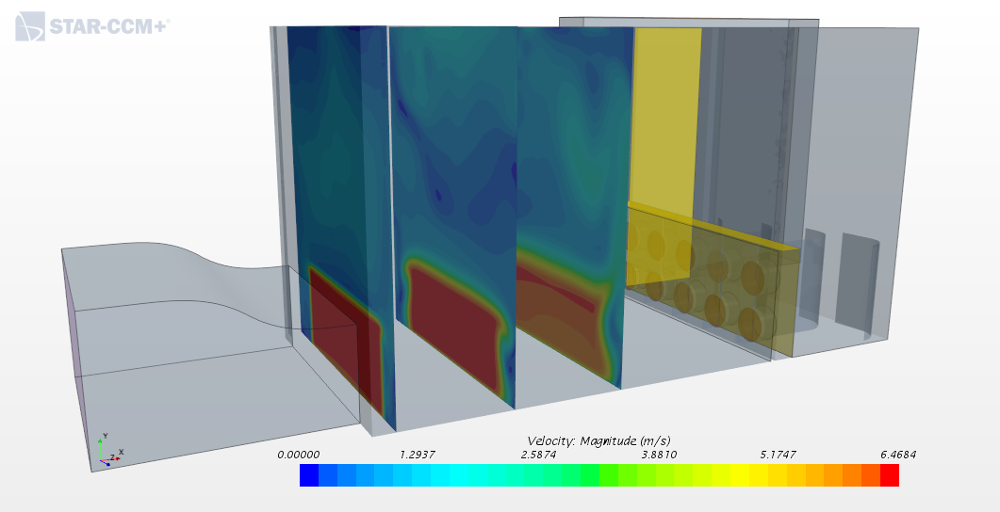 STAR-CCM+
Y
Z X
Velocity: Magnitude (m/s)
0.00000 1.2937 2.5874 3.8810 5.1747 6.4684